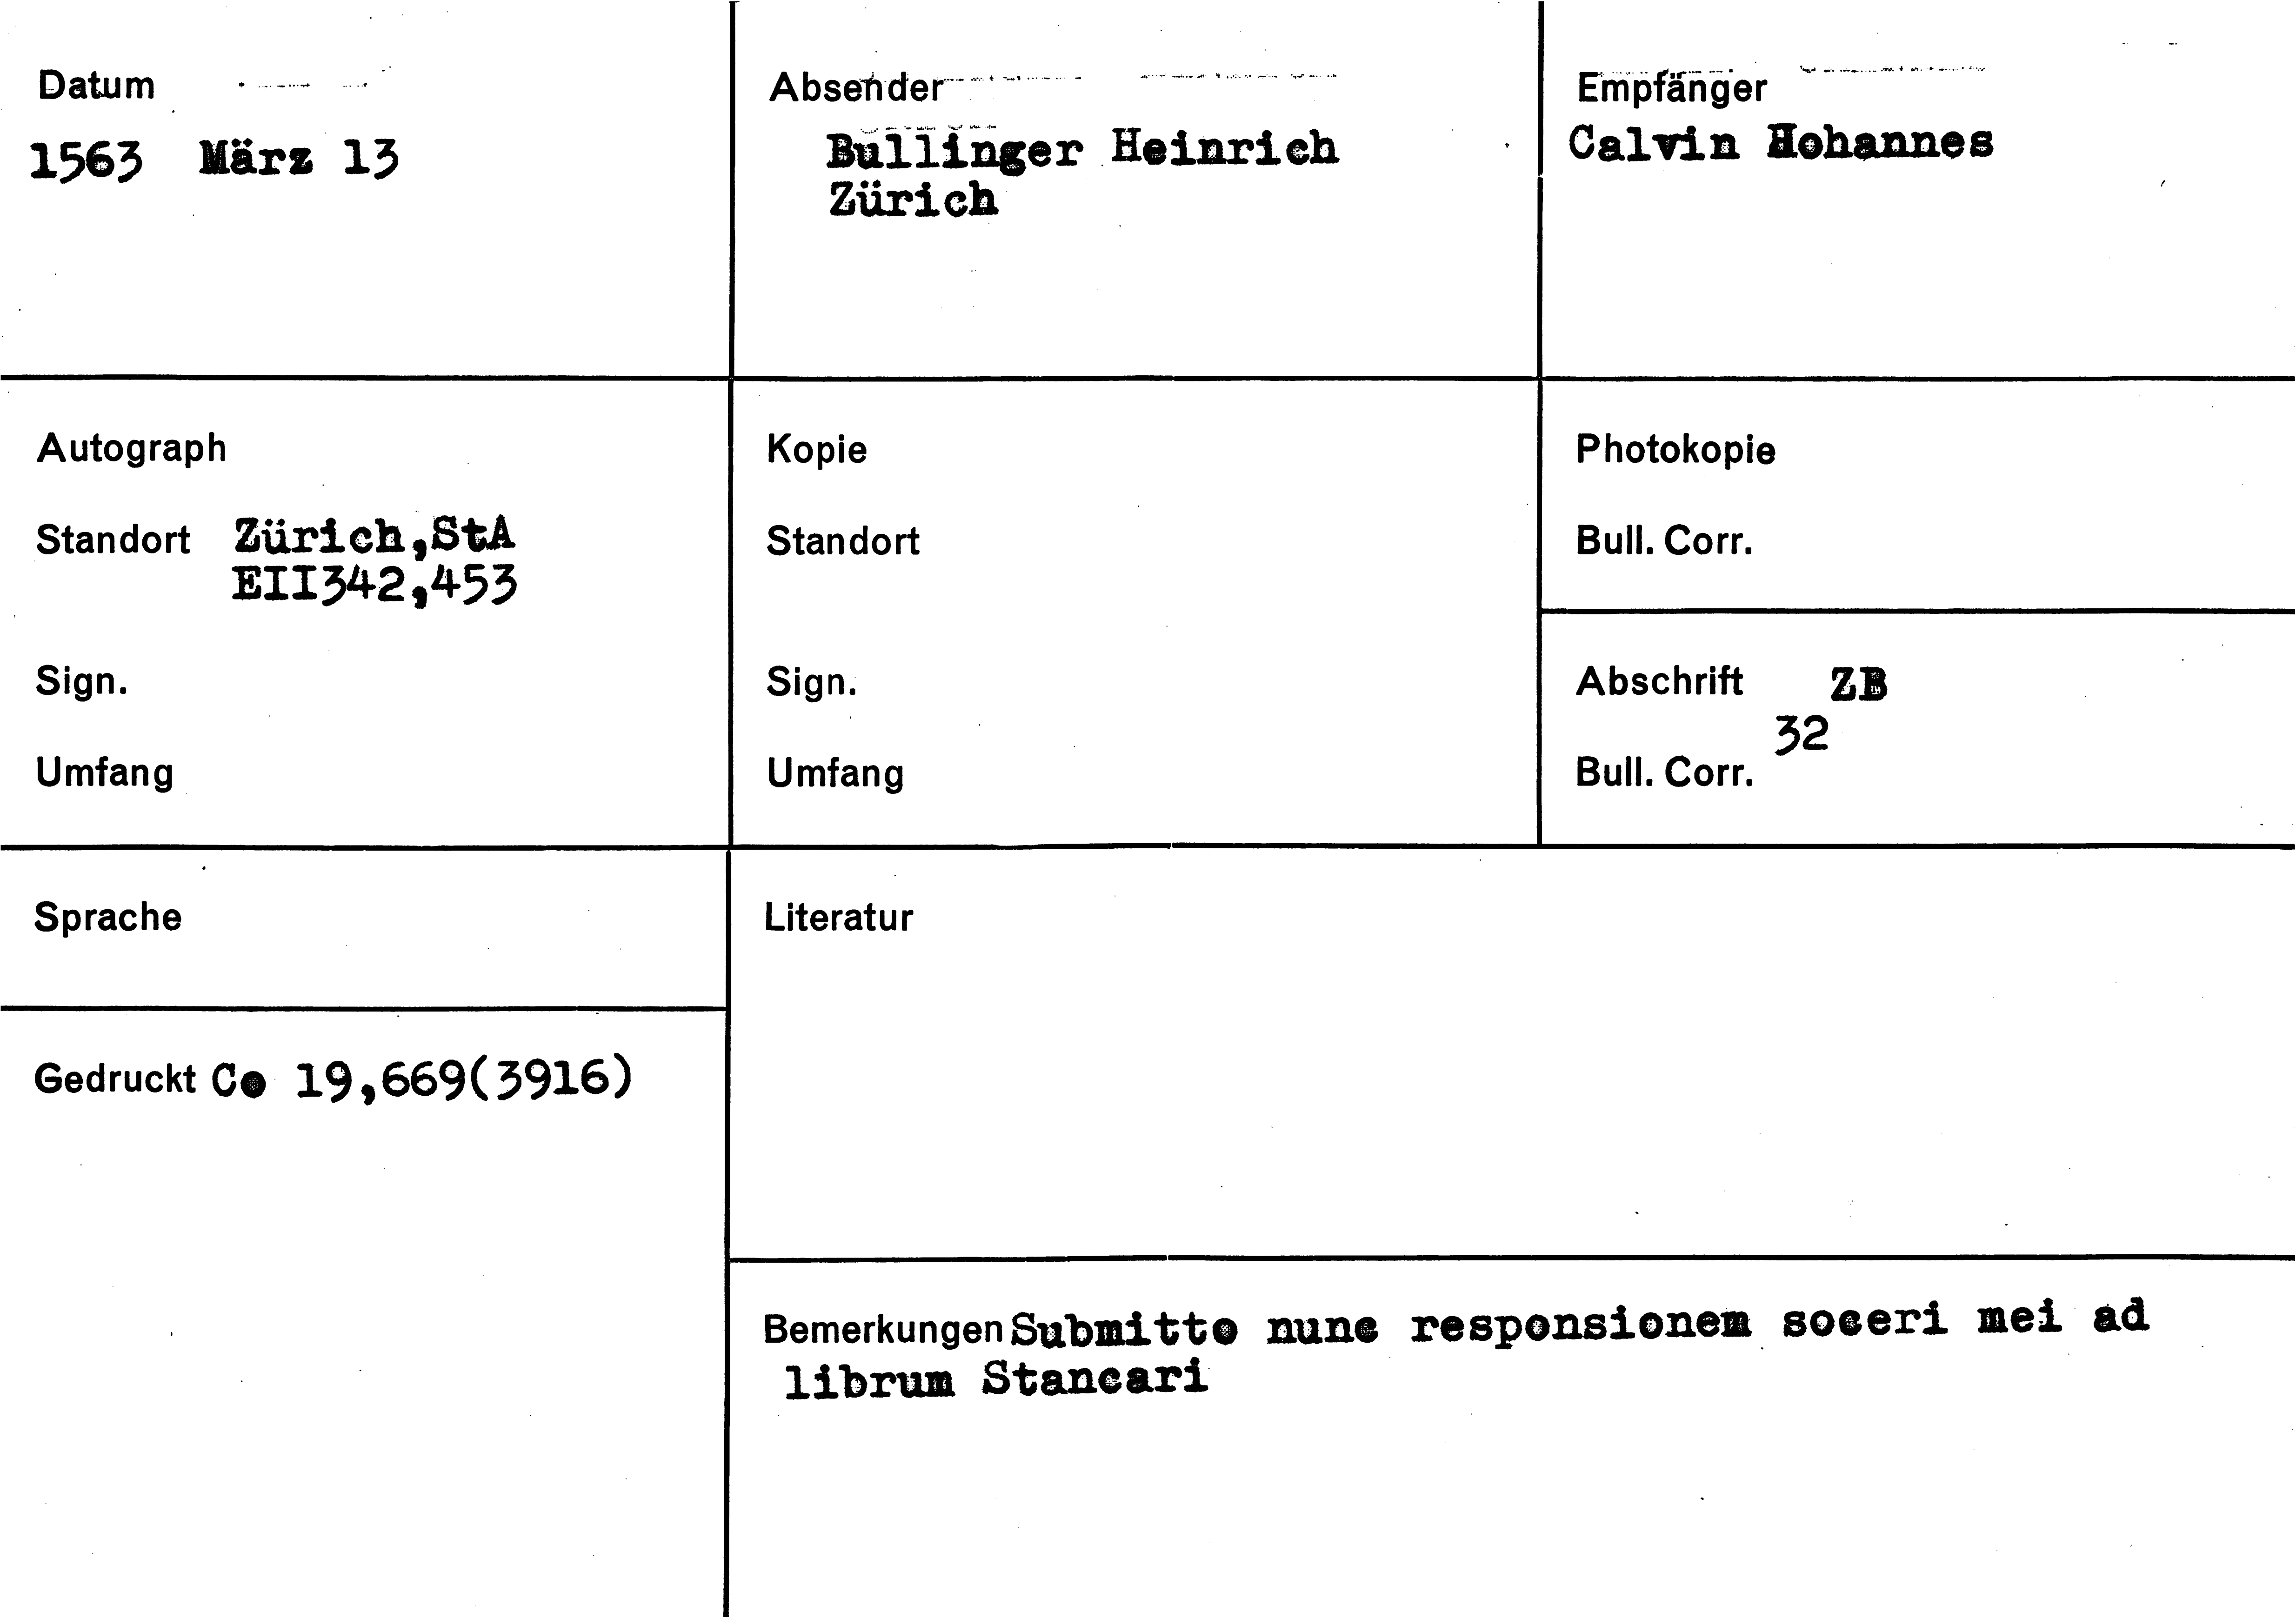 Datum
1563 März 13
Absender
Bullinger Heinrich
Zürich
Empfänger
Calvin Hohannes
Autograph
Standort Zürich,StA
EII342,453
Sign.
Umfang
Kopie
Standort
Sign.
Umfang
Photokopie
Bull. Corr.
Abschrift ZB
32
Bull. Corr.
Sprache
Gedruckt Co 19,669(3916)
Literatur
Bemerkungen Submitto nunc responsionem soceri mei ad
librum Stancari